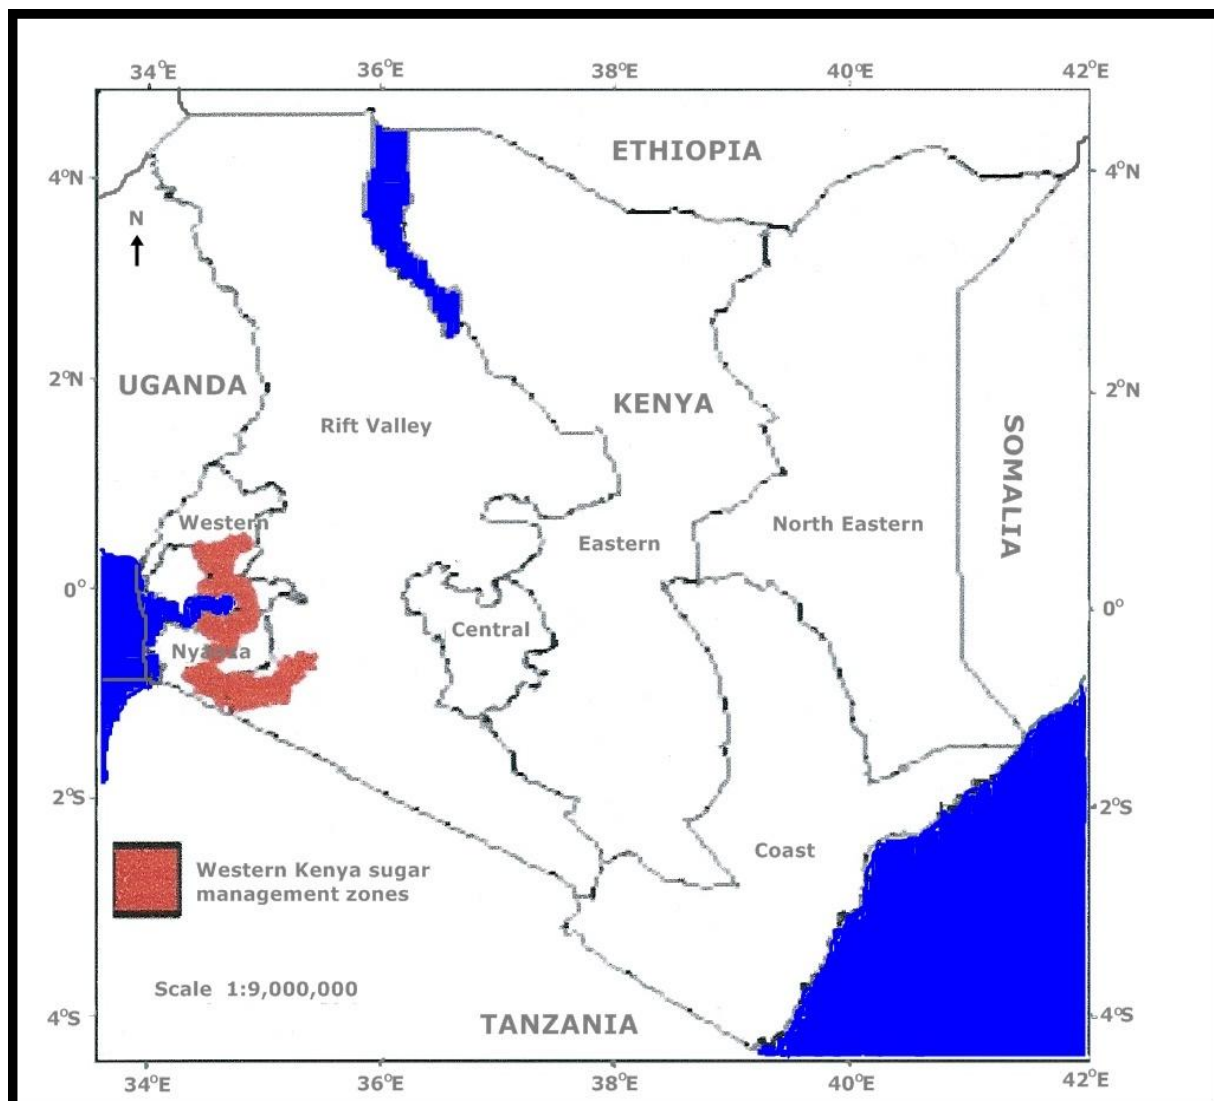 34°E 36°E 38°E 40°E 42°E
ETHIOPIA
4°N 4°N
N
2°N 2°N
UGANDA
KENYA
Rift Valley
SOMALIA
Western
North Eastern
Eastern
0° 0°
Central
Nyanza
2°S 2°S
Coast
Western Kenya sugar
management zones
Scale 1:9,000,000
4°S 4°S
TANZANIA
34°E 36°E 38°E 40°E 42°E